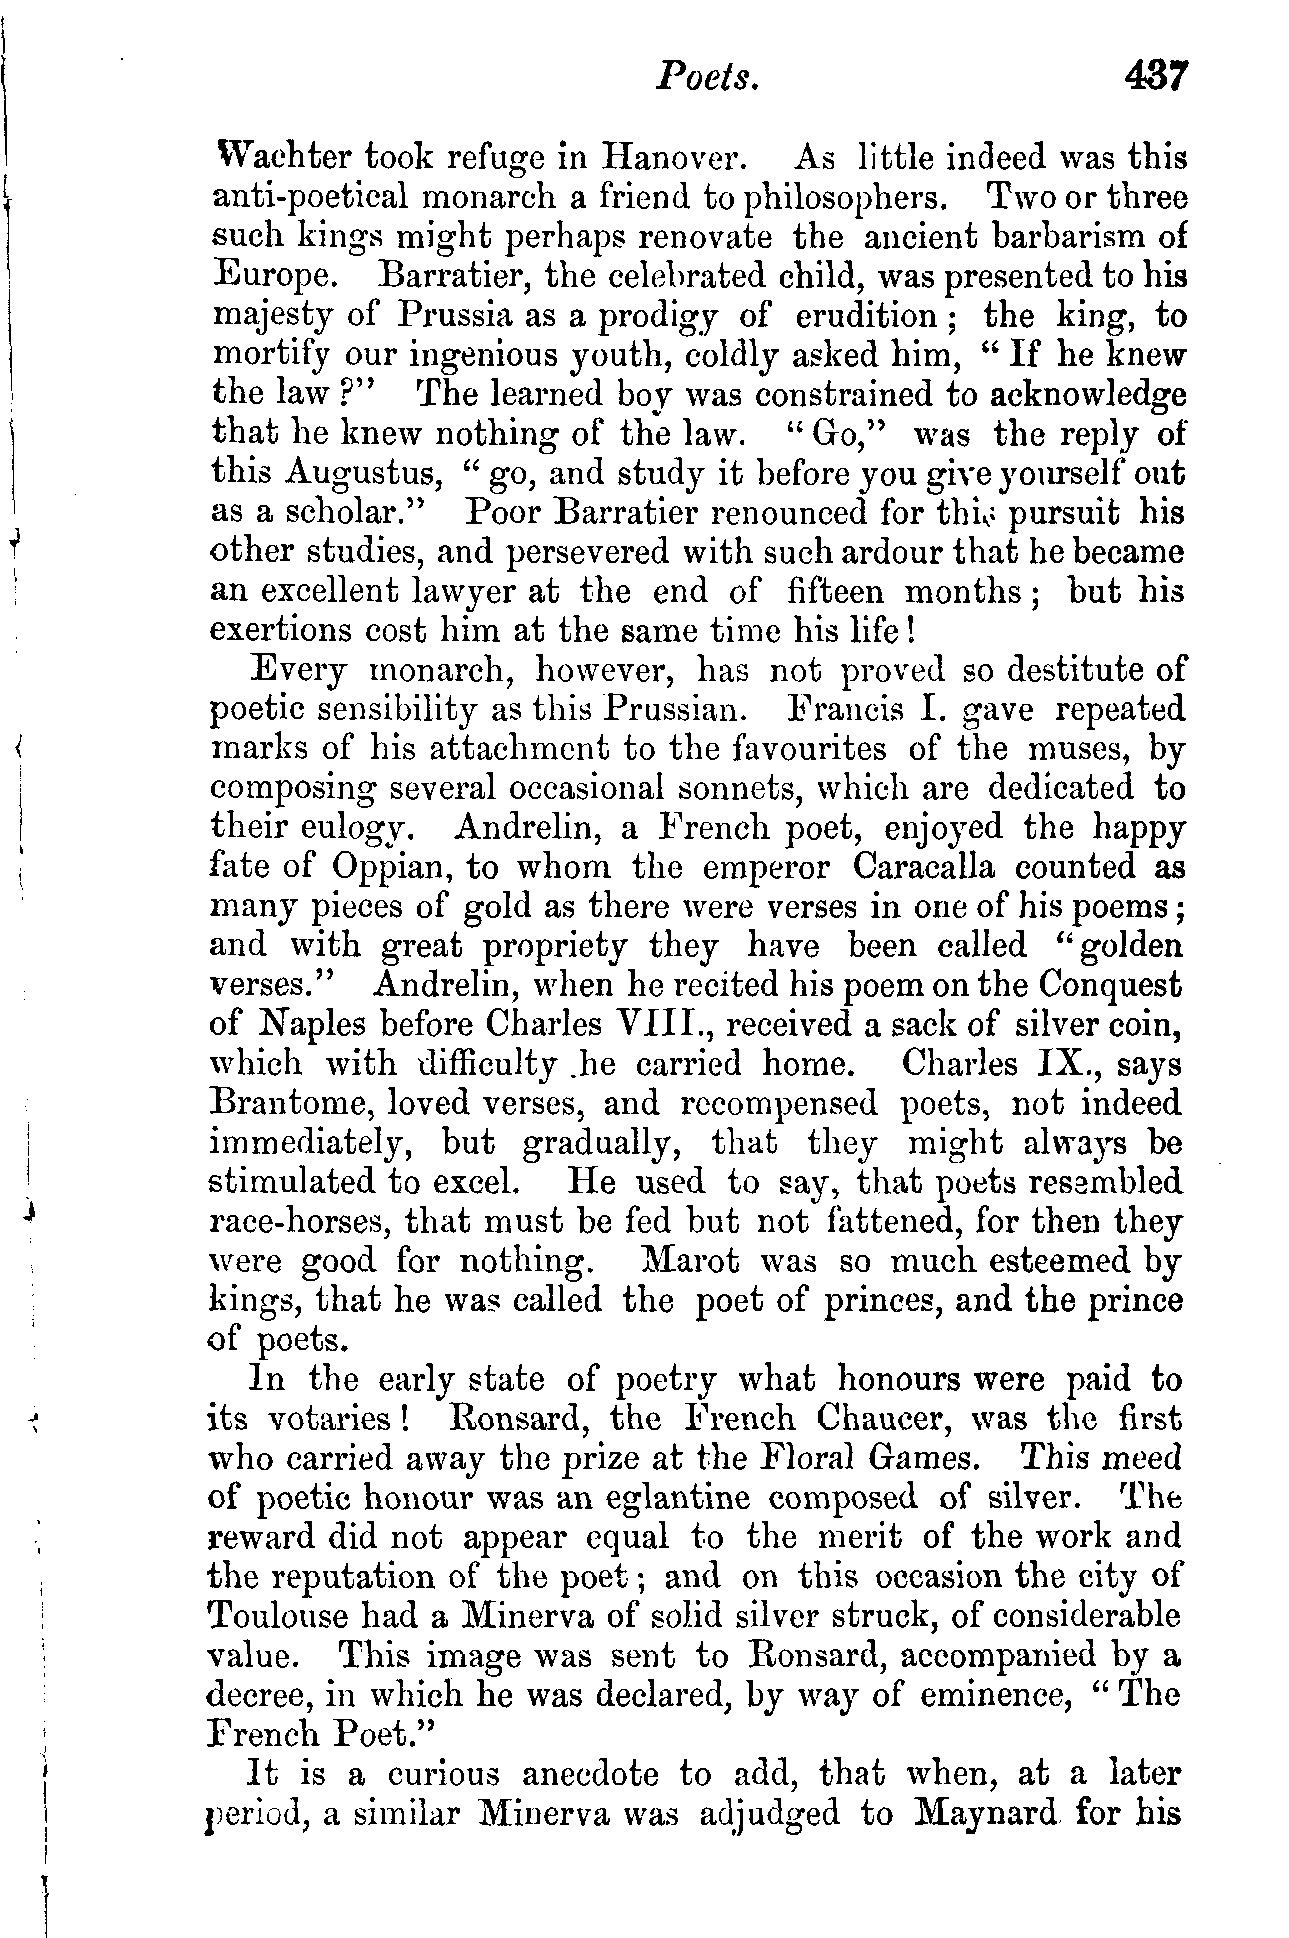 Poets. 437
Wachter took refuge in Hanover. As little indeed was this
anti-poetical monarch a friend to philosophers. Two or three
such kings might perhaps renovate the ancient barbarism of
Europe. Barratier, the celebrated child, was presented to his
majesty of Prussia as a prodigy of erudition; the king, to
mortify our ingenious youth, coldly asked him, "If he knew
the law?" The learned boy was constrained to acknowledge
that he knew nothing of the law. "Go," was the reply of
this Augustus, "go, and study it before you give yourself out
as a scholar." Poor Barratier renounced for this pursuit his
other studies, and persevered with such ardour that he became
an excellent lawyer at the end of fifteen months; but his
exertions cost him at the same time his life!
Every monarch, however, has not proved so destitute of
poetic sensibility as this Prussian. Francis I. gave repeated
marks of his attachment to the favourites of the muses, by
composing several occasional sonnets, which are dedicated to
their eulogy. Andrelin, a French poet, enjoyed the happy
fate of Oppian, to whom the emperor Caracalla counted as
many pieces of gold as there were verses in one of his poems;
and with great propriety they have been called "golden
verses." Andrelin, when he recited his poem on the Conquest
of Naples before Charles VIII., received a sack of silver coin,
which with difficulty he carried home. Charles IX., says
Brantome, loved verses, and recompensed poets, not indeed
immediately, but gradually, that they might always be
stimulated to excel. He used to say, that poets resembled
race-horses, that must be fed but not fattened, for then they
were good for nothing. Marot was so much esteemed by
kings, that he was called the poet of princes, and the prince
of poets.
In the early state of poetry what honours were paid to
its votaries! Ronsard, the French Chaucer, was the first
who carried away the prize at the Floral Games. This meed
of poetic honour was an eglantine composed of silver. The
reward did not appear equal to the merit of the work and
the reputation of the poet; and on this occasion the city of
Toulouse had a Minerva of solid silver struck, of considerable
value. This image was sent to Ronsard, accompanied by a
decree, in which he was declared, by way of eminence, "The
French Poet."
It is a curious anecdote to add, that when, at a later
period, a similar Minerva was adjudged to Maynard for his